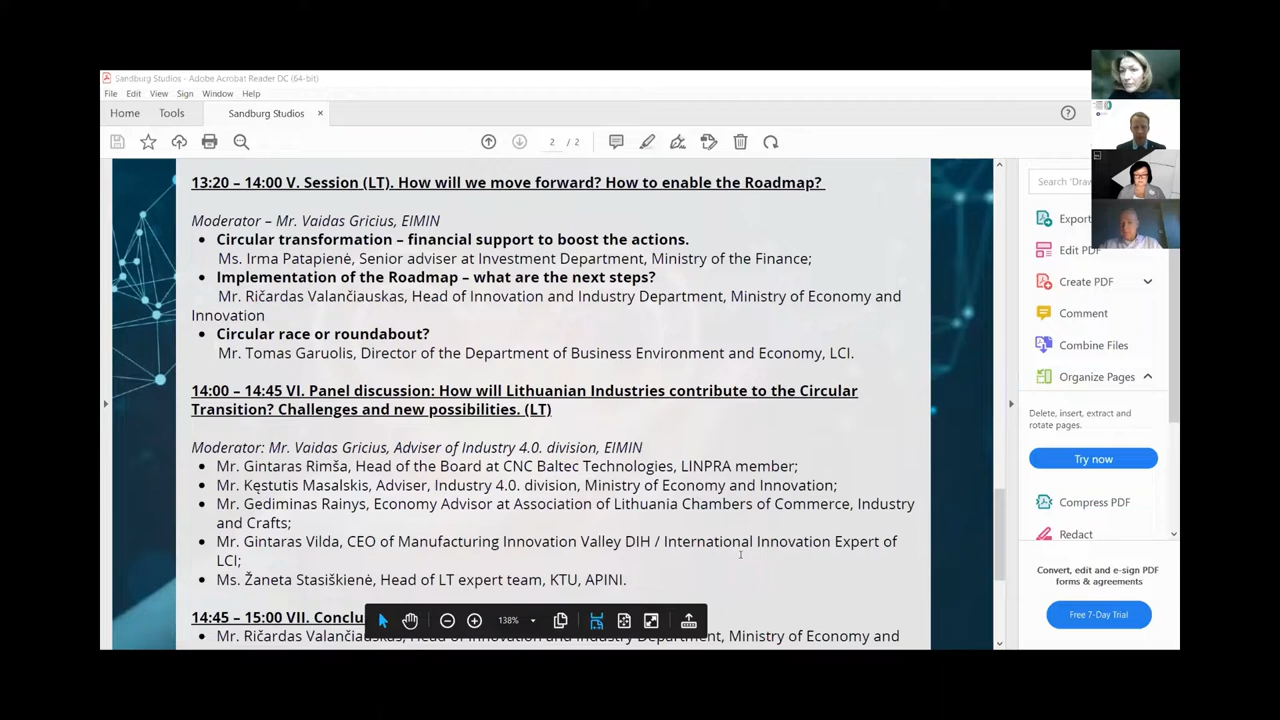 Sandburg Studios - Adobe Acrobat Reader DC (64-bit)
File Edit View Sign Window Help
Home Tools Sandburg Studios ×
2 / 2
13:20 – 14:00 V. Session (LT). How will we move forward? How to enable the Roadmap?
Moderator – Mr. Vaidas Gricius, EIMIN
• Circular transformation – financial support to boost the actions.
Ms. Irma Patapienė, Senior adviser at Investment Department, Ministry of the Finance;
• Implementation of the Roadmap – what are the next steps?
Mr. Ričardas Valančiauskas, Head of Innovation and Industry Department, Ministry of Economy and
Innovation
• Circular race or roundabout?
Mr. Tomas Garuolis, Director of the Department of Business Environment and Economy, LCI.
14:00 – 14:45 VI. Panel discussion: How will Lithuanian Industries contribute to the Circular
Transition? Challenges and new possibilities. (LT)
Moderator: Mr. Vaidas Gricius, Adviser of Industry 4.0. division, EIMIN
• Mr. Gintaras Rimša, Head of the Board at CNC Baltec Technologies, LINPRA member;
• Mr. Kęstutis Masalskis, Adviser, Industry 4.0. division, Ministry of Economy and Innovation;
• Mr. Gediminas Rainys, Economy Advisor at Association of Lithuania Chambers of Commerce, Industry
and Crafts;
• Mr. Gintaras Vilda, CEO of Manufacturing Innovation Valley DIH / International Innovation Expert of
LCI;
• Ms. Žaneta Stasiškienė, Head of LT expert team, KTU, APINI.
14:45 – 15:00 VII. Conclu
• Mr. Ričardas Valančiauskas, Head of Innovation and Industry Department, Ministry of Economy and
138%
Search 'Draw
Export
Edit PDF
Create PDF
Comment
Combine Files
Organize Pages
Delete, insert, extract and
rotate pages.
Try now
Compress PDF
Redact
Convert, edit and e-sign PDF
forms & agreements
Free 7-Day Trial